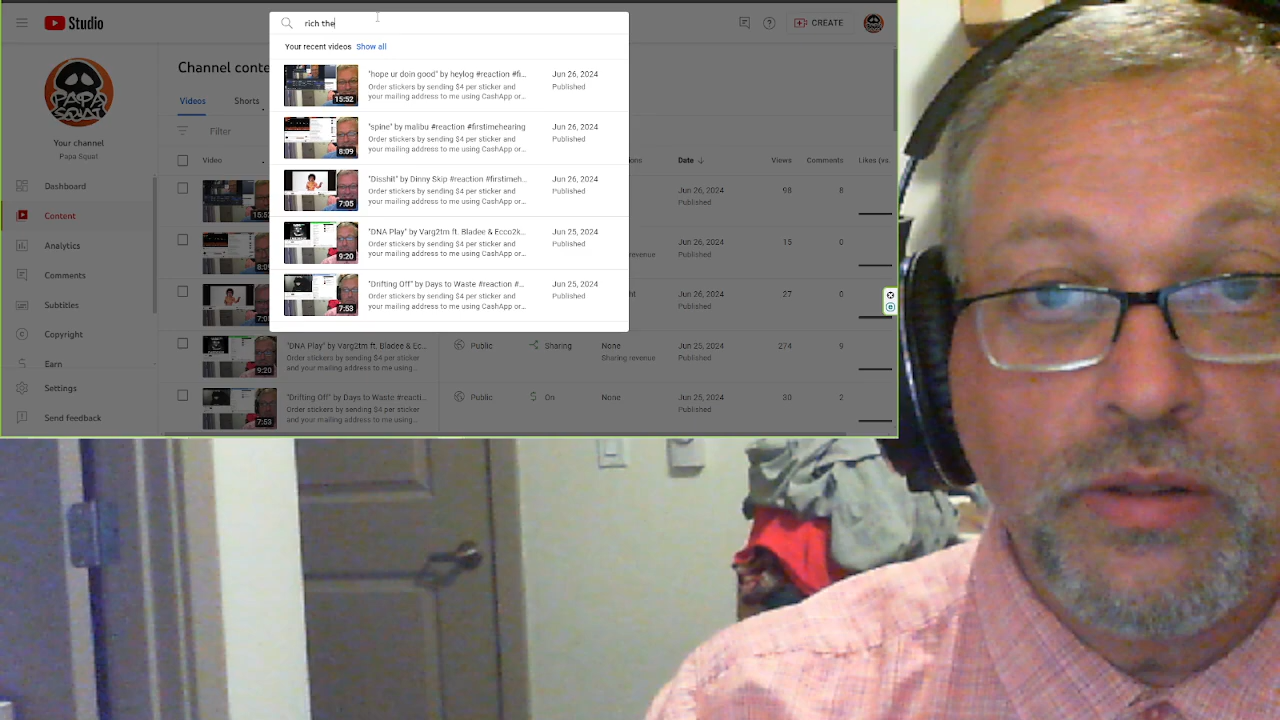 Studio
rich the
CREATE
Your recent videos Show all
"hope ur doin good" by heylog #reaction #fi...
Order stickers by sending $4 per sticker and
your mailing address to me using CashApp or...
Jun 26, 2024
Published
15:52
"spine" by malibu #reaction #firstimehearing
Order stickers by sending $4 per sticker and
your mailing address to me using CashApp or...
Jun 26, 2024
Published
8:09
"Disshit" by Dinny Skip #reaction #firstimeh...
Order stickers by sending $4 per sticker and
your mailing address to me using CashApp or...
Jun 26, 2024
Published
7:05
"DNA Play" by Varg2tm ft. Bladee & Ecco2k...
Order stickers by sending $4 per sticker and
your mailing address to me using CashApp or...
Jun 25, 2024
Published
9:20
"Drifting Off" by Days to Waste #reaction #...
Order stickers by sending $4 per sticker and
your mailing address to me using CashApp or...
Jun 25, 2024
Published
7:53
PAPA
SQUAT
Your channel
Papa Squat
Dashboard
Content
Analytics
Comments
Subtitles
Copyright
Earn
Settings
Send feedback
Channel conte
Videos Shorts
Filter
Video
Date Views Comments Likes (vs.
Jun 26, 2024 98 8
Published
Jun 26, 2024 15 0
Published
Jun 26, 2024 27 0
Published
"DNA Play" by Varg2tm ft. Bladee & Ec... Public Sharing None Jun 25, 2024 274 9
Order stickers by sending $4 per sticker Sharing revenue Published
and your mailing address to me using...
9:20
"Drifting Off" by Days to Waste #reacti... Public On None Jun 25, 2024 30 2
Order stickers by sending $4 per sticker Published
and your mailing address to me using...
7:53